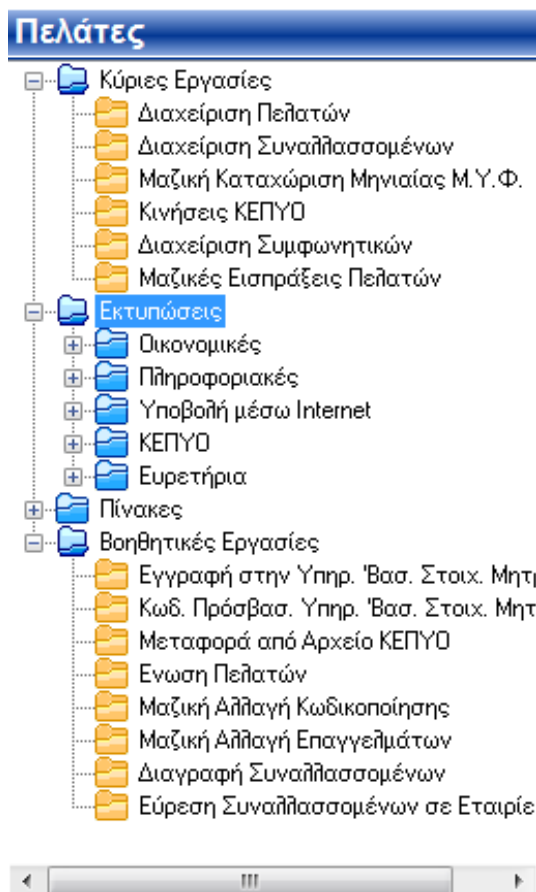 Πελάτες
Κύριες Εργασίες
Διαχείριση Πελατών
Διαχείριση Συναλλασσομένων
Μαζική Καταχώριση Μηνιαίας Μ.Υ.Φ.
Κινήσεις ΚΕΠΥΟ
Διαχείριση Συμφωνητικών
Μαζικές Εισπράξεις Πελατών
Εκτυπώσεις
Οικονομικές
Πληροφοριακές
Υποβολή μέσω Internet
ΚΕΠΥΟ
Ευρετήρια
Πίνακες
Βοηθητικές Εργασίες
Εγγραφή στην Υπηρ. 'Βασ. Στοιχ. Μητρ
Κωδ. Πρόσβασ. Υπηρ. 'Βασ. Στοιχ. Μητ
Μεταφορά από Αρχείο ΚΕΠΥΟ
Ενωση Πελατών
Μαζική Αλλαγή Κωδικοποίησης
Μαζική Αλλαγή Επαγγελμάτων
Διαγραφή Συναλλασσομένων
Εύρεση Συναλλασσομένων σε Εταιρίε